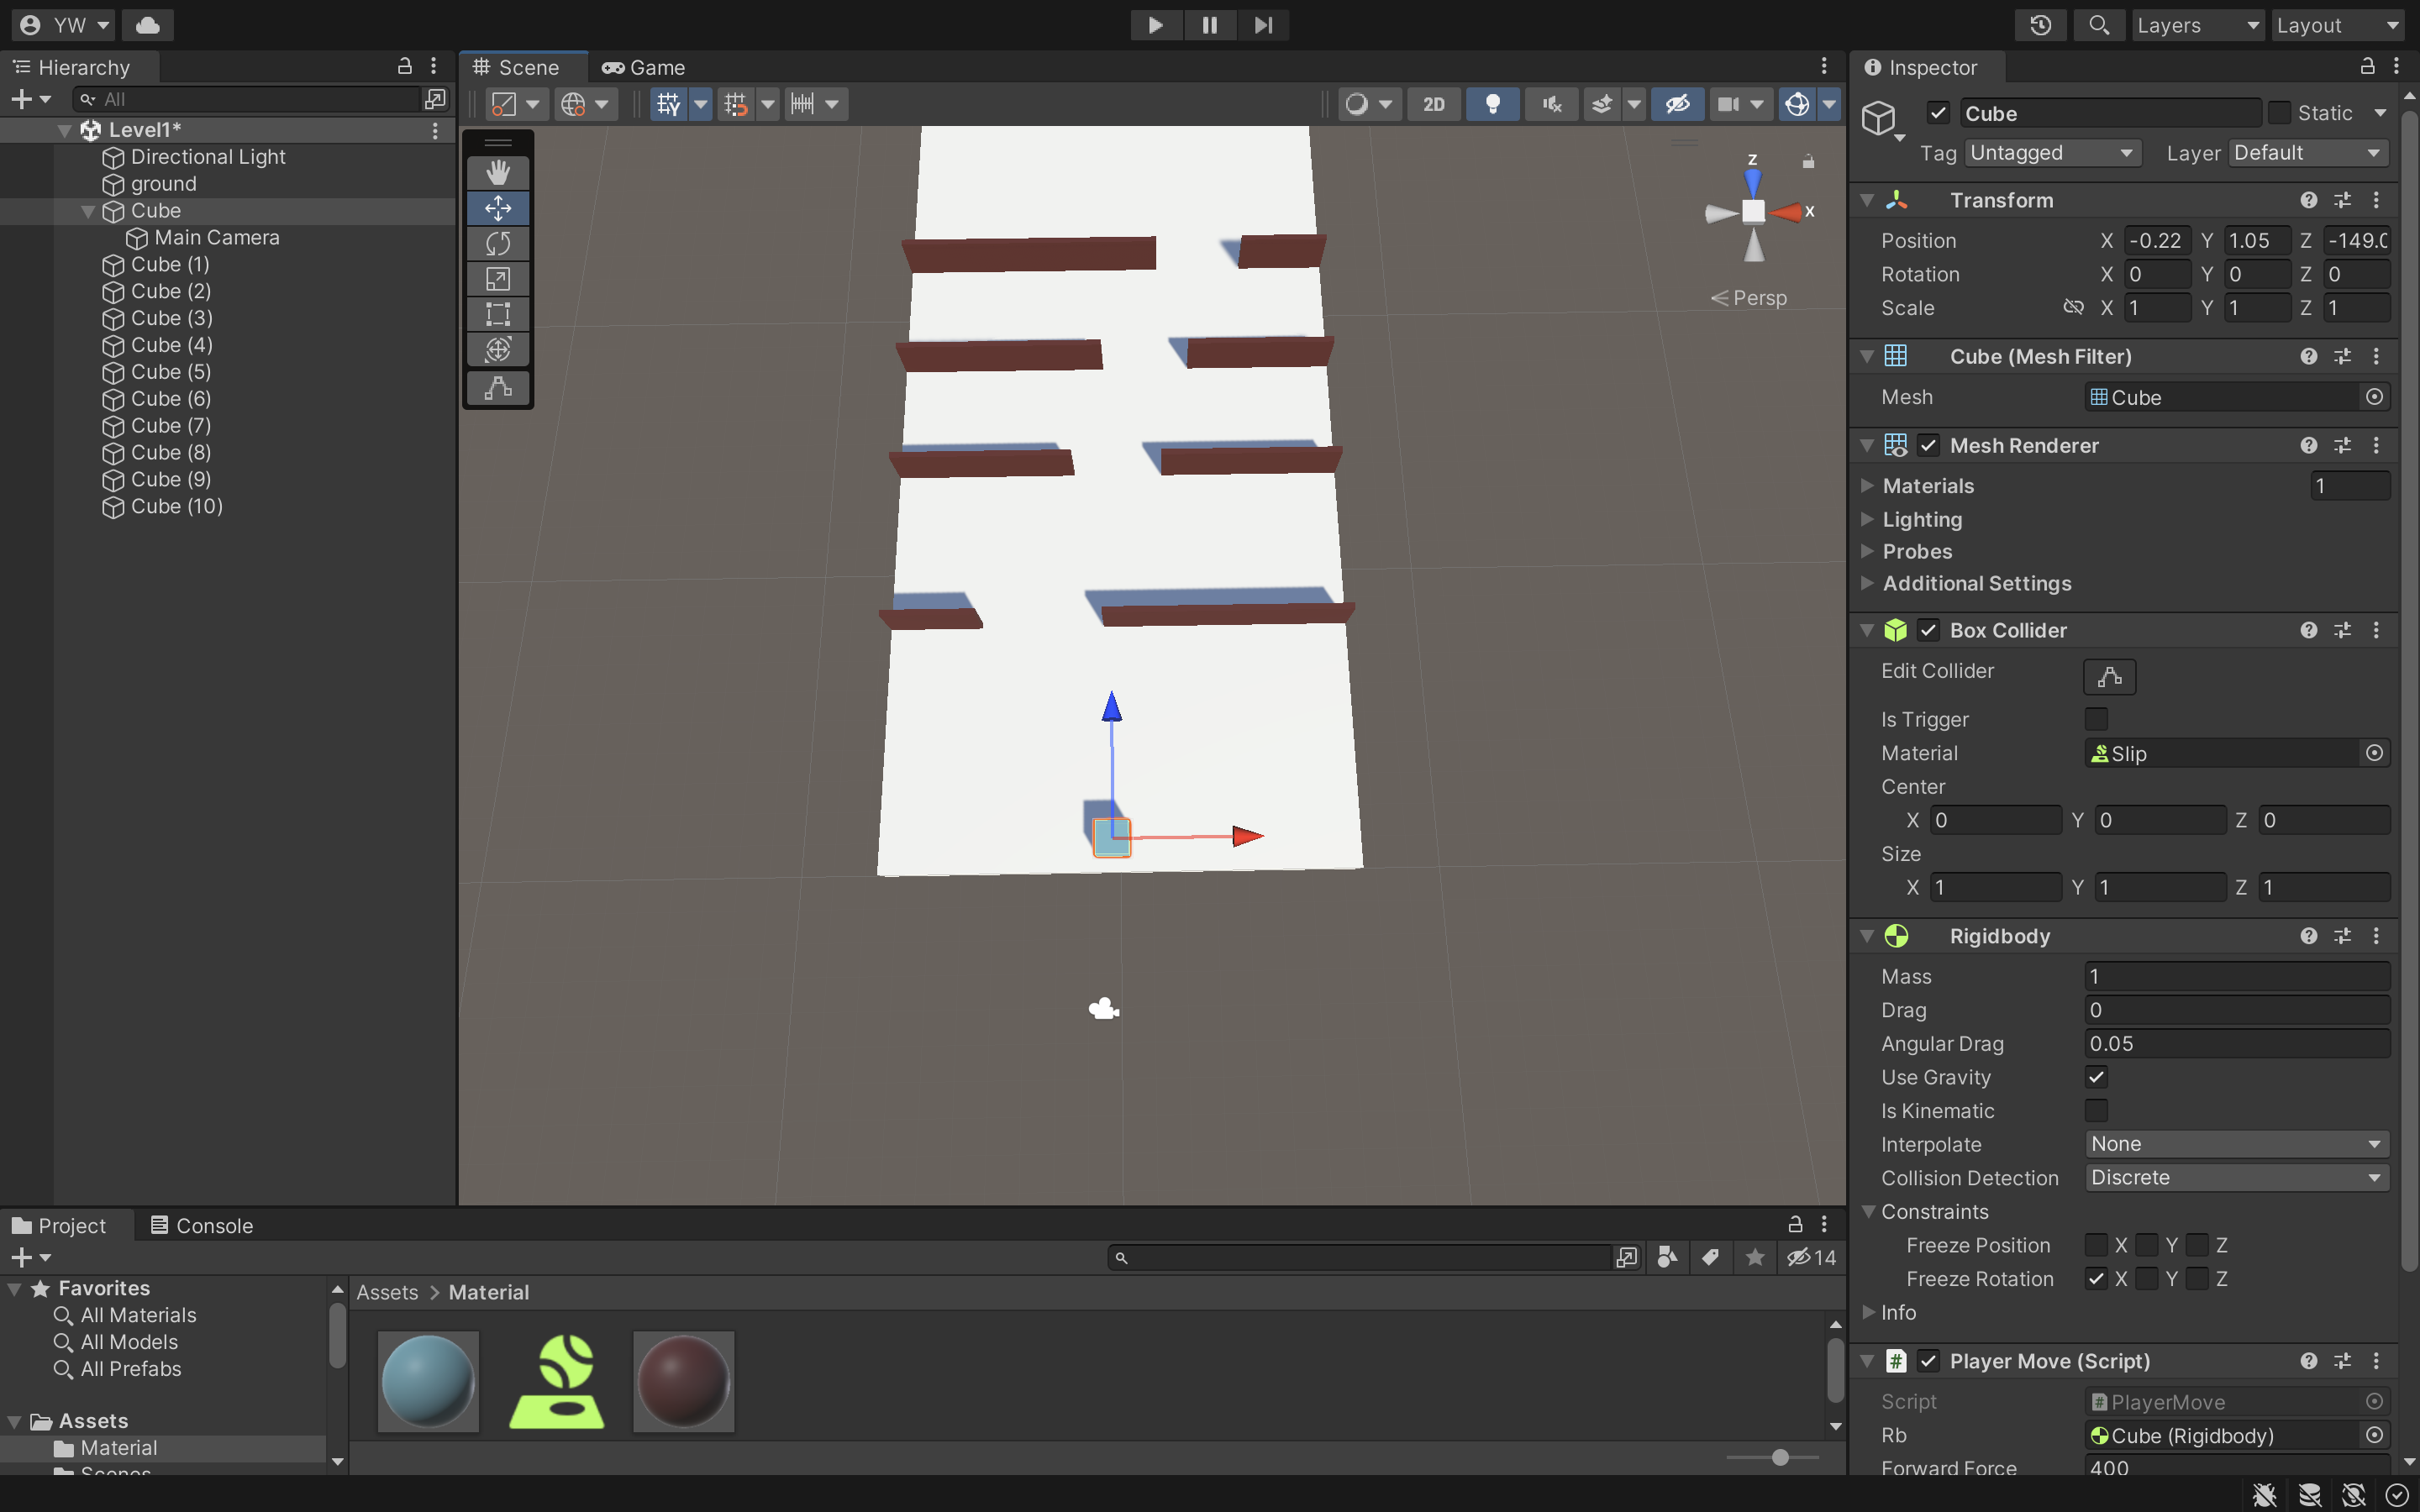 YW
Layers
Layout
Hierarchy
All
Level1*
Directional Light
ground
Cube
Main Camera
Cube (1)
Cube (2)
Cube (3)
Cube (4)
Cube (5)
Cube (6)
Cube (7)
Cube (8)
Cube (9)
Cube (10)
Scene
Game
2D
Z
X
Persp
Inspector
Cube
Static
Tag Untagged Layer Default
Transform
Position X -0.22 Y 1.05 Z -149.0
Rotation X 0 Y 0 Z 0
Scale X 1 Y 1 Z 1
Cube (Mesh Filter)
Mesh Cube
Mesh Renderer
Materials 1
Lighting
Probes
Additional Settings
Box Collider
Edit Collider
Is Trigger
Material Slip
Center
X 0 Y 0 Z 0
Size
X 1 Y 1 Z 1
Rigidbody
Mass 1
Drag 0
Angular Drag 0.05
Use Gravity
Is Kinematic
Interpolate None
Collision Detection Discrete
Constraints
Freeze Position X Y Z
Freeze Rotation X Y Z
Info
Player Move (Script)
Script PlayerMove
Rb Cube (Rigidbody)
Forward Force 400
Project
Console
14
Favorites
All Materials
All Models
All Prefabs
Assets
Material
Scenes
Assets > Material